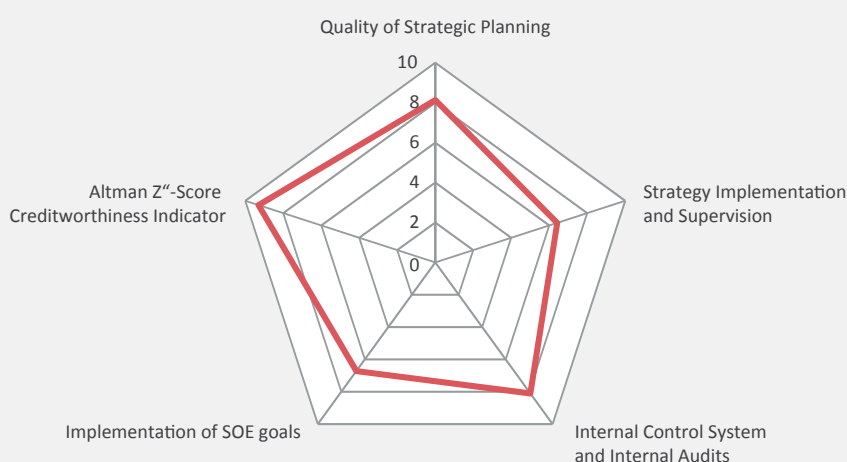 Quality of Strategic Planning
10
8
6
4
2
0
Altman Z“-Score
Creditworthiness Indicator
Strategy Implementation
and Supervision
Implementation of SOE goals
Internal Control System
and Internal Audits